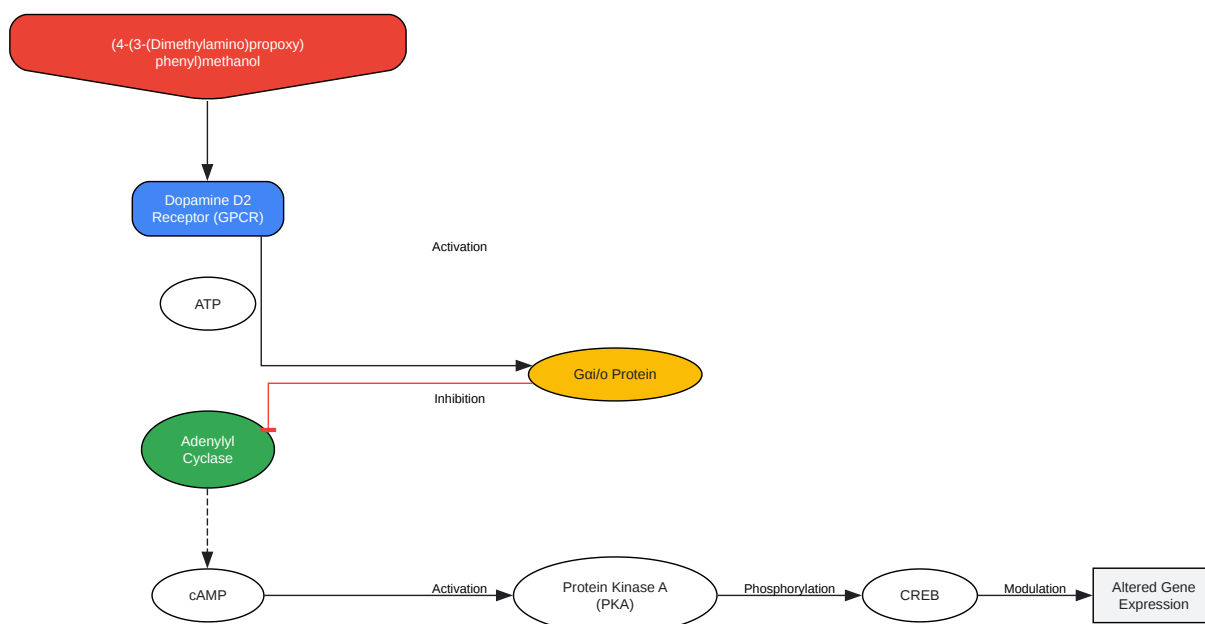 (4-(3-(Dimethylamino)propoxy)
phenyl)methanol
Dopamine D2
Receptor (GPCR)
Activation
ATP
Gαi/o Protein
Inhibition
Adenylyl
Cyclase
cAMP
Activation
Protein Kinase A
(PKA)
Phosphorylation
CREB
Modulation
Altered Gene
Expression